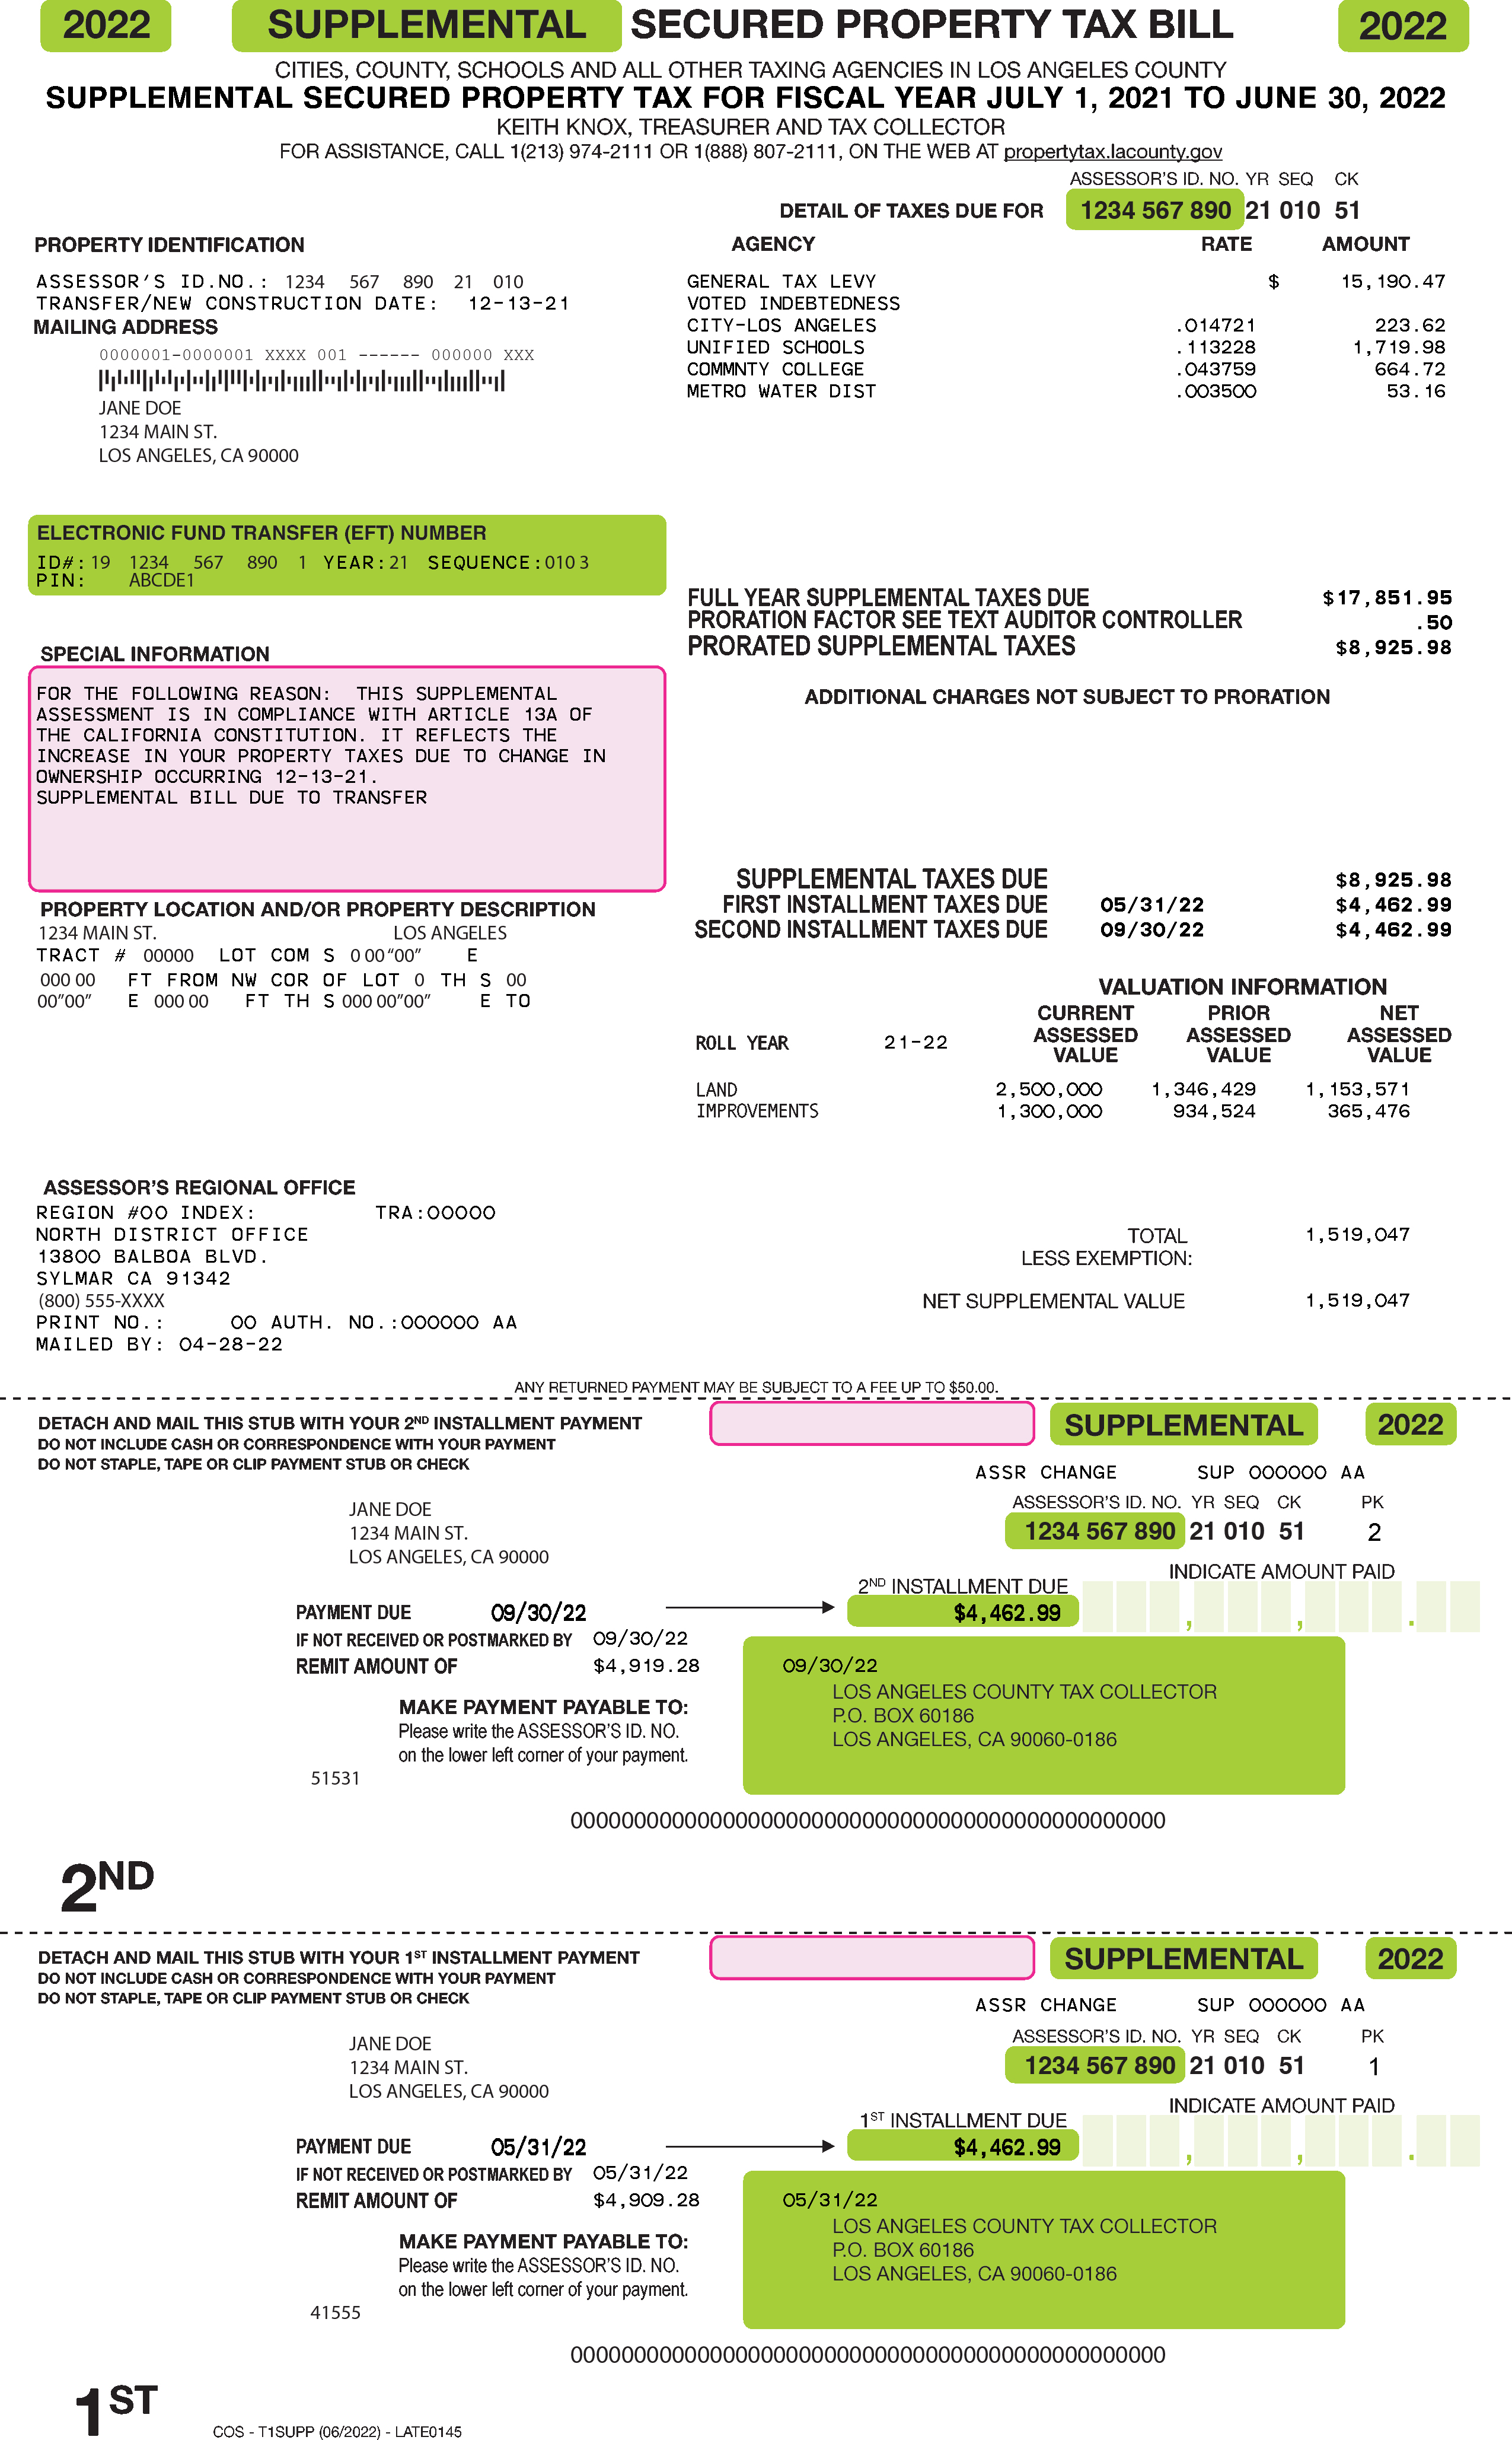 2022 SUPPLEMENTAL SECURED PROPERTY TAX BILL 2022
CITIES, COUNTY, SCHOOLS AND ALL OTHER TAXING AGENCIES IN LOS ANGELES COUNTY
SUPPLEMENTAL SECURED PROPERTY TAX FOR FISCAL YEAR JULY 1, 2021 TO JUNE 30, 2022
KEITH KNOX, TREASURER AND TAX COLLECTOR
FOR ASSISTANCE, CALL 1(213) 974-2111 OR 1(888) 807-2111, ON THE WEB AT propertytax.lacounty.gov
ASSESSOR'S ID. NO. YR SEQ CK
DETAIL OF TAXES DUE FOR 1234 567 890 21 010 51
PROPERTY IDENTIFICATION
ASSESSOR'S ID.NO.: 1234 567 890 21 010
TRANSFER/NEW CONSTRUCTION DATE: 12-13-21
MAILING ADDRESS
0000001-0000001 XXXX 001 ------ 000000 XXX
JANE DOE
1234 MAIN ST.
LOS ANGELES, CA 90000
AGENCY RATE AMOUNT
GENERAL TAX LEVY $ 15,190.47
VOTED INDEBTEDNESS
CITY-LOS ANGELES .014721 223.62
UNIFIED SCHOOLS .113228 1,719.98
COMMNTY COLLEGE .043759 664.72
METRO WATER DIST .003500 53.16
ELECTRONIC FUND TRANSFER (EFT) NUMBER
ID#: 19 1234 567 890 1 YEAR: 21 SEQUENCE: 010 3
PIN: ABCDE1
FULL YEAR SUPPLEMENTAL TAXES DUE $17,851.95
PRORATION FACTOR SEE TEXT AUDITOR CONTROLLER .50
PRORATED SUPPLEMENTAL TAXES $8,925.98
SPECIAL INFORMATION
FOR THE FOLLOWING REASON: THIS SUPPLEMENTAL
ASSESSMENT IS IN COMPLIANCE WITH ARTICLE 13A OF
THE CALIFORNIA CONSTITUTION. IT REFLECTS THE
INCREASE IN YOUR PROPERTY TAXES DUE TO CHANGE IN
OWNERSHIP OCCURRING 12-13-21.
SUPPLEMENTAL BILL DUE TO TRANSFER
ADDITIONAL CHARGES NOT SUBJECT TO PRORATION
SUPPLEMENTAL TAXES DUE $8,925.98
FIRST INSTALLMENT TAXES DUE 05/31/22 $4,462.99
SECOND INSTALLMENT TAXES DUE 09/30/22 $4,462.99
PROPERTY LOCATION AND/OR PROPERTY DESCRIPTION
1234 MAIN ST. LOS ANGELES
TRACT # 00000 LOT COM S 0 00"00" E
000 00 FT FROM NW COR OF LOT 0 TH S 00
00"00" E 000 00 FT TH S 000 00"00" E TO
VALUATION INFORMATION
CURRENT PRIOR NET
ROLL YEAR 21-22 ASSESSED ASSESSED ASSESSED
VALUE VALUE VALUE
LAND 2,500,000 1,346,429 1,153,571
IMPROVEMENTS 1,300,000 934,524 365,476
ASSESSOR'S REGIONAL OFFICE
REGION #00 INDEX: TRA:00000
NORTH DISTRICT OFFICE
13800 BALBOA BLVD.
SYLMAR CA 91342
(800) 555-XXXX
PRINT NO.: 00 AUTH. NO.:000000 AA
MAILED BY: 04-28-22
TOTAL 1,519,047
LESS EXEMPTION:
NET SUPPLEMENTAL VALUE 1,519,047
ANY RETURNED PAYMENT MAY BE SUBJECT TO A FEE UP TO $50.00.
DETACH AND MAIL THIS STUB WITH YOUR 2ND INSTALLMENT PAYMENT
DO NOT INCLUDE CASH OR CORRESPONDENCE WITH YOUR PAYMENT
DO NOT STAPLE, TAPE OR CLIP PAYMENT STUB OR CHECK
SUPPLEMENTAL 2022
ASSR CHANGE SUP 000000 AA
ASSESSOR'S ID. NO. YR SEQ CK PK
1234 567 890 21 010 51 2
JANE DOE
1234 MAIN ST.
LOS ANGELES, CA 90000
INDICATE AMOUNT PAID
2ND INSTALLMENT DUE
PAYMENT DUE 09/30/22 $4,462.99 , , .
IF NOT RECEIVED OR POSTMARKED BY 09/30/22
REMIT AMOUNT OF $4,919.28 09/30/22
MAKE PAYMENT PAYABLE TO:
Please write the ASSESSOR'S ID. NO.
on the lower left corner of your payment.
LOS ANGELES COUNTY TAX COLLECTOR
P.O. BOX 60186
LOS ANGELES, CA 90060-0186
51531
00000000000000000000000000000000000000000000000
2ND
DETACH AND MAIL THIS STUB WITH YOUR 1ST INSTALLMENT PAYMENT
DO NOT INCLUDE CASH OR CORRESPONDENCE WITH YOUR PAYMENT
DO NOT STAPLE, TAPE OR CLIP PAYMENT STUB OR CHECK
SUPPLEMENTAL 2022
ASSR CHANGE SUP 000000 AA
ASSESSOR'S ID. NO. YR SEQ CK PK
1234 567 890 21 010 51 1
JANE DOE
1234 MAIN ST.
LOS ANGELES, CA 90000
INDICATE AMOUNT PAID
1ST INSTALLMENT DUE
PAYMENT DUE 05/31/22 $4,462.99 , , .
IF NOT RECEIVED OR POSTMARKED BY 05/31/22
REMIT AMOUNT OF $4,909.28 05/31/22
MAKE PAYMENT PAYABLE TO:
Please write the ASSESSOR'S ID. NO.
on the lower left corner of your payment.
LOS ANGELES COUNTY TAX COLLECTOR
P.O. BOX 60186
LOS ANGELES, CA 90060-0186
41555
00000000000000000000000000000000000000000000000
1ST
COS - T1SUPP (06/2022) - LATE0145